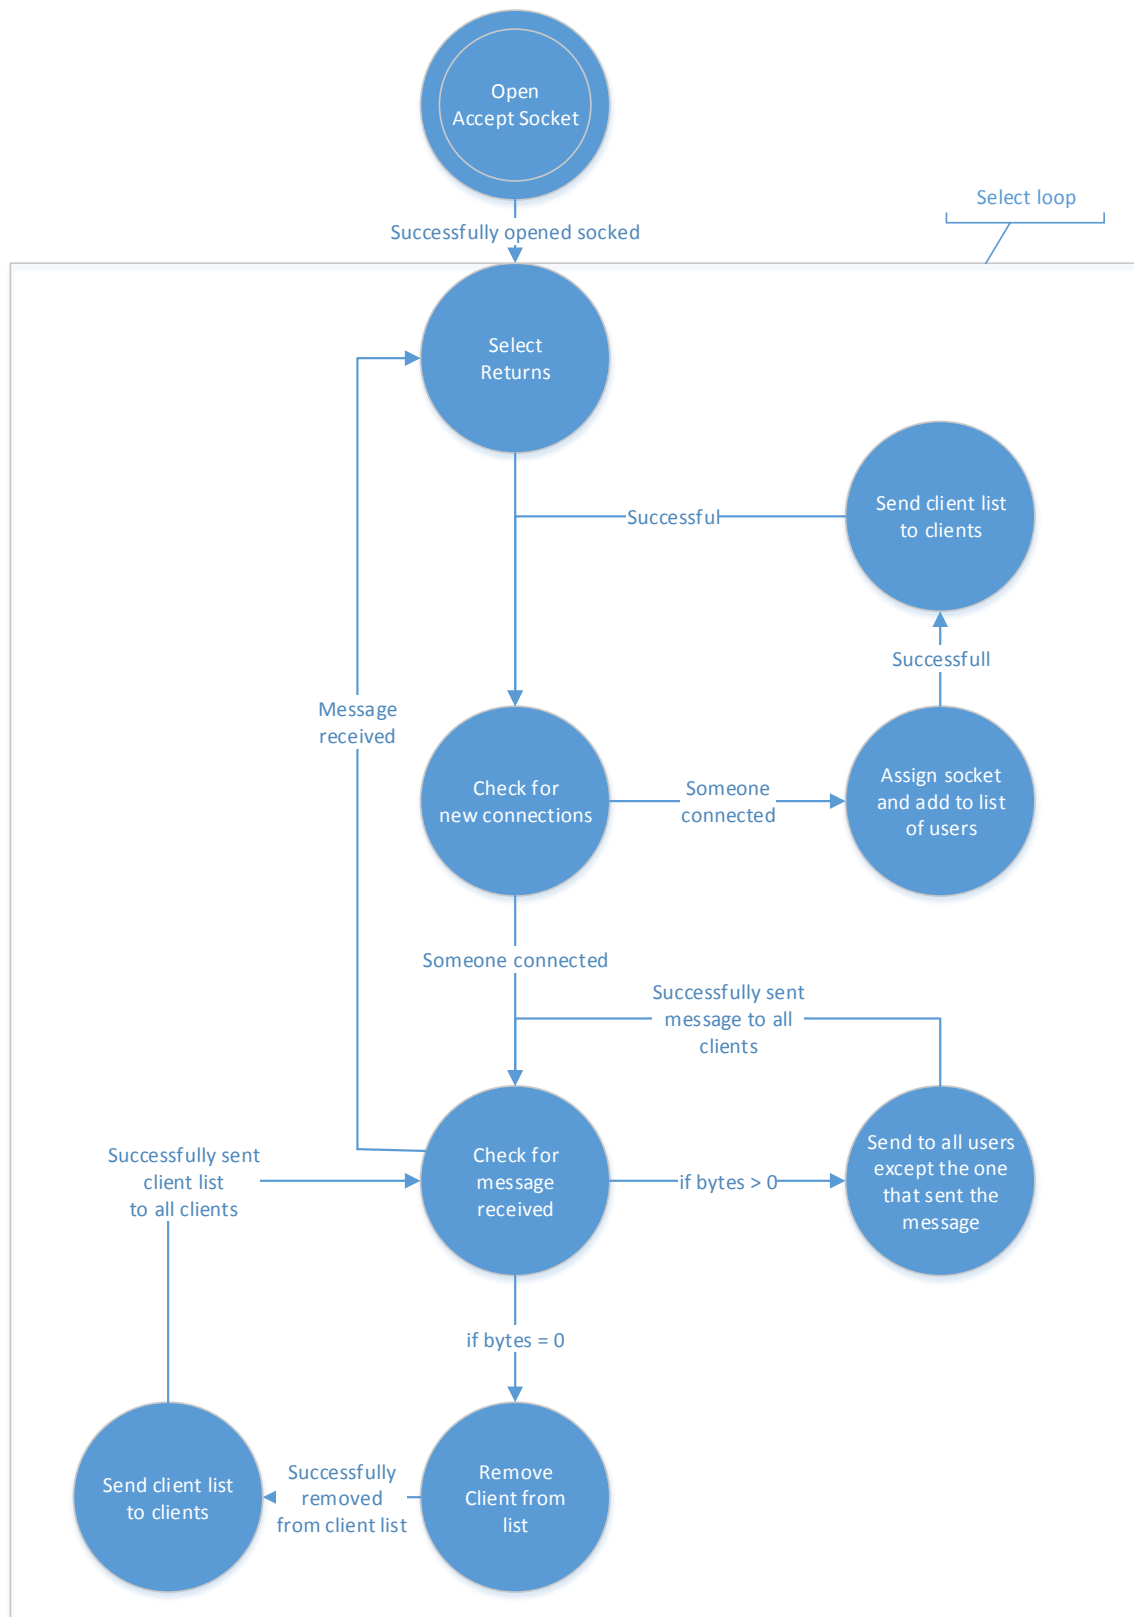 Open
Accept Socket
Select loop
Successfully opened socked
Select
Returns
Send client list
to clients
Successful
Successfull
Message
received
Check for
new connections
Someone
connected
Assign socket
and add to list
of users
Someone connected
Successfully sent
message to all
clients
Successfully sent
client list
to all clients
Check for
message
received
if bytes > 0
Send to all users
except the one
that sent the
message
if bytes = 0
Send client list
to clients
Successfully
removed
from client list
Remove
Client from
list